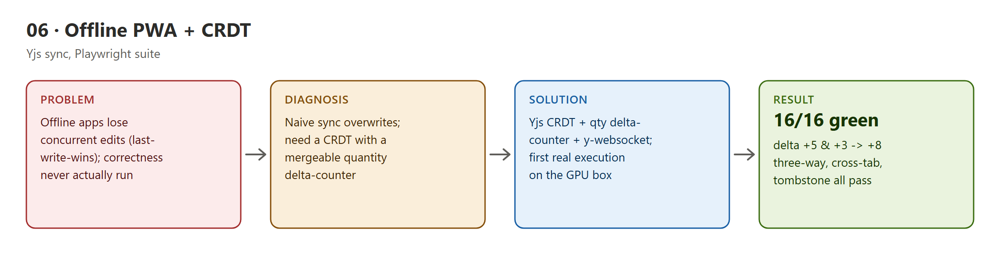 06 · Offline PWA + CRDT
Yjs sync, Playwright suite
PROBLEM
Offline apps lose
concurrent edits (last-
write-wins); correctness
never actually run
DIAGNOSIS
Naive sync overwrites;
need a CRDT with a
mergeable quantity
delta-counter
SOLUTION
Yjs CRDT + qty delta-
counter + y-websocket;
first real execution
on the GPU box
RESULT
16/16 green
delta +5 & +3 -> +8
three-way, cross-tab,
tombstone all pass